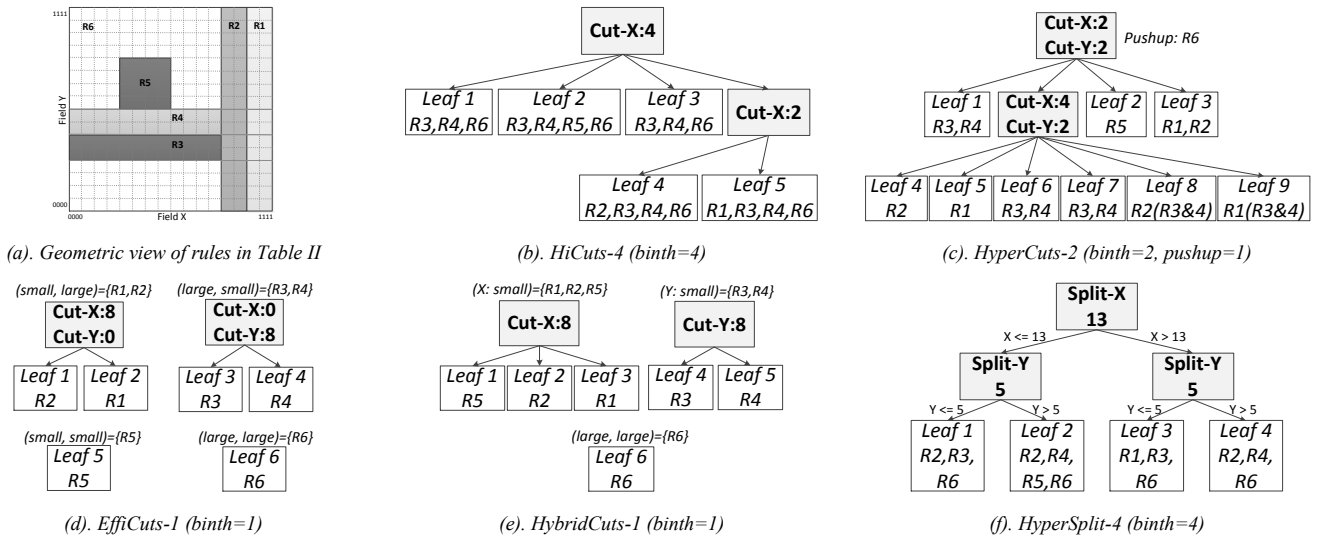 1111
R6
R2
R1
R5
R4
R3
Field Y
0000
0000
Field X
1111
(a). Geometric view of rules in Table II
Cut-X:4
Leaf 1
R3,R4,R6
Leaf 2
R3,R4,R5,R6
Leaf 3
R3,R4,R6
Cut-X:2
Leaf 4
R2,R3,R4,R6
Leaf 5
R1,R3,R4,R6
(b). HiCuts-4 (binth=4)
Cut-X:2
Cut-Y:2
Pushup: R6
Leaf 1
R3,R4
Cut-X:4
Cut-Y:2
Leaf 2
R5
Leaf 3
R1,R2
Leaf 4
R2
Leaf 5
R1
Leaf 6
R3,R4
Leaf 7
R3,R4
Leaf 8
R2(R3&4)
Leaf 9
R1(R3&4)
(c). HyperCuts-2 (binth=2, pushup=1)
(small, large)={R1,R2}
Cut-X:8
Cut-Y:0
Leaf 1
R2
Leaf 2
R1
(large, small)={R3,R4}
Cut-X:0
Cut-Y:8
Leaf 3
R3
Leaf 4
R4
(small, small)={R5}
Leaf 5
R5
(large, large)={R6}
Leaf 6
R6
(d). EffiCuts-1 (binth=1)
(X: small)={R1,R2,R5}
Cut-X:8
Leaf 1
R5
Leaf 2
R2
Leaf 3
R1
(Y: small)={R3,R4}
Cut-Y:8
Leaf 4
R3
Leaf 5
R4
(large, large)={R6}
Leaf 6
R6
(e). HybridCuts-1 (binth=1)
Split-X
13
X <= 13
X > 13
Split-Y
5
Split-Y
5
Y <= 5
Y > 5
Y <= 5
Y > 5
Leaf 1
R2,R3,
R6
Leaf 2
R2,R4,
R5,R6
Leaf 3
R1,R3,
R6
Leaf 4
R2,R4,
R6
(f). HyperSplit-4 (binth=4)